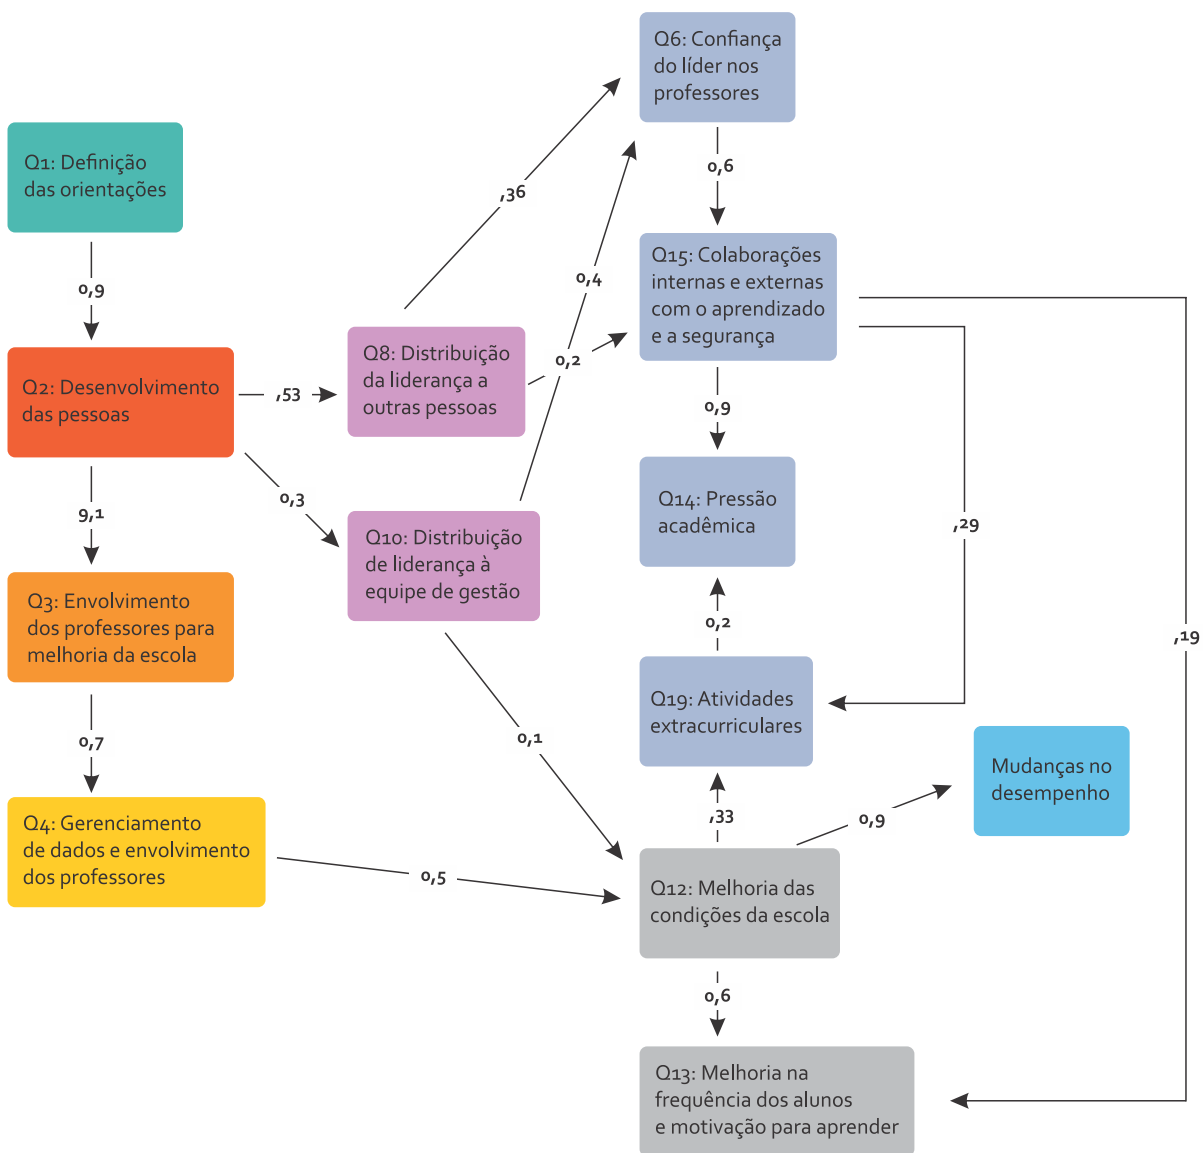 Q6: Confiança
do líder nos
professores
Q1: Definição
das orientações
0,6
,36
Q15: Colaborações
internas e externas
com o aprendizado
e a segurança
0,4
0,9
Q8: Distribuição
da liderança a
outras pessoas
0,2
Q2: Desenvolvimento
das pessoas
,53
0,9
0,3
Q14: Pressão
acadêmica
9,1
,29
Q10: Distribuição
de liderança à
equipe de gestão
Q3: Envolvimento
dos professores para
melhoria da escola
0,2
,19
Q19: Atividades
extracurriculares
0,7
0,1
Mudanças no
desempenho
,33
0,9
Q4: Gerenciamento
de dados e envolvimento
dos professores
0,5
Q12: Melhoria das
condições da escola
0,6
Q13: Melhoria na
frequência dos alunos
e motivação para aprender